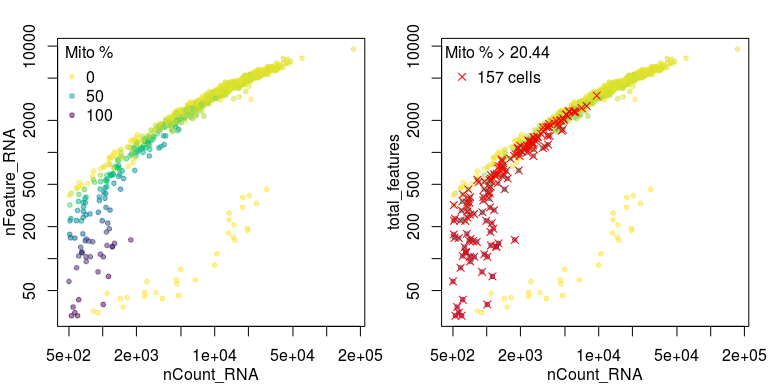 Mito %
0
50
100
nFeature_RNA
10000
2000
500
200
50
5e+02
2e+03
1e+04
5e+04
2e+05
nCount_RNA
Mito % > 20.44
157 cells
total_features
10000
2000
500
200
50
5e+02
2e+03
1e+04
5e+04
2e+05
nCount_RNA